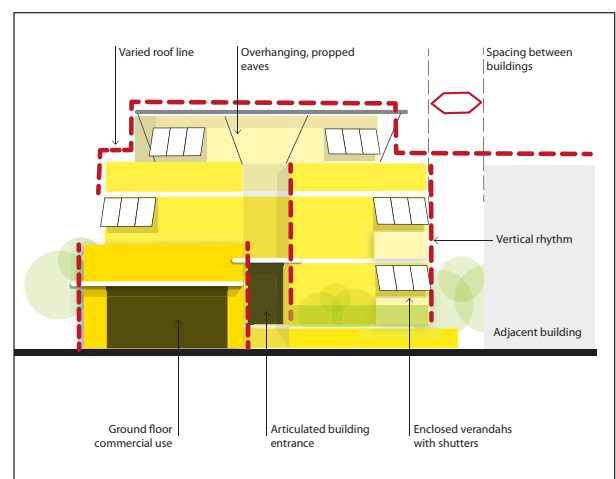 Varied roof line
Overhanging, propped
eaves
Spacing between
buildings
Vertical rhythm
Adjacent building
Ground floor
commercial use
Articulated building
entrance
Enclosed verandahs
with shutters